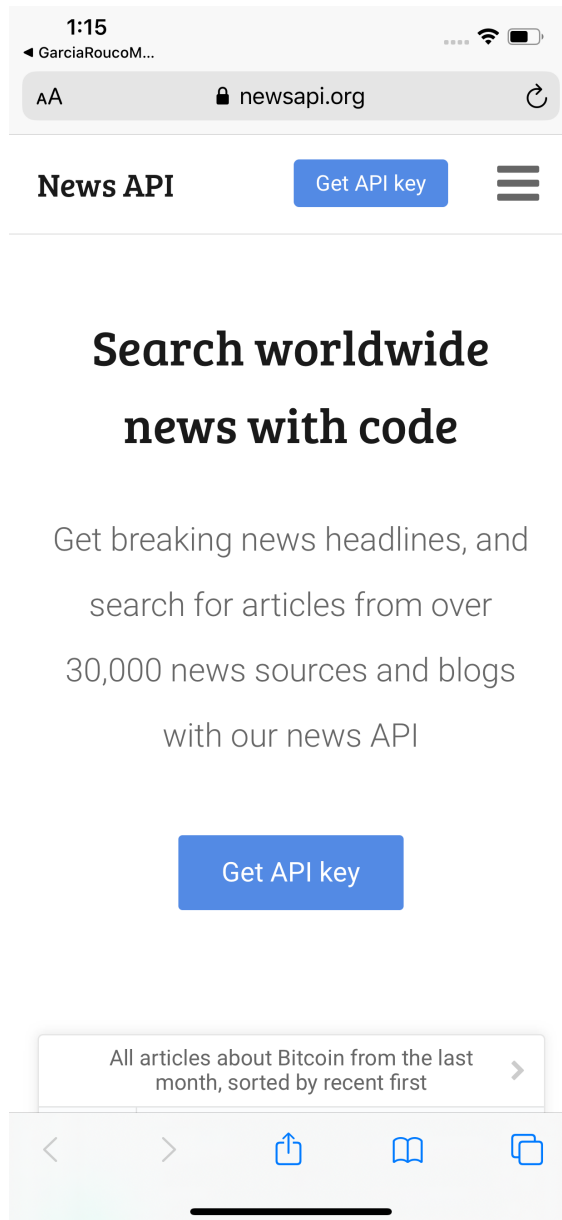 1:15
◀ GarciaRoucoM...
AA
newsapi.org
News API
Get API key
Search worldwide
news with code
Get breaking news headlines, and
search for articles from over
30,000 news sources and blogs
with our news API
Get API key
All articles about Bitcoin from the last
month, sorted by recent first